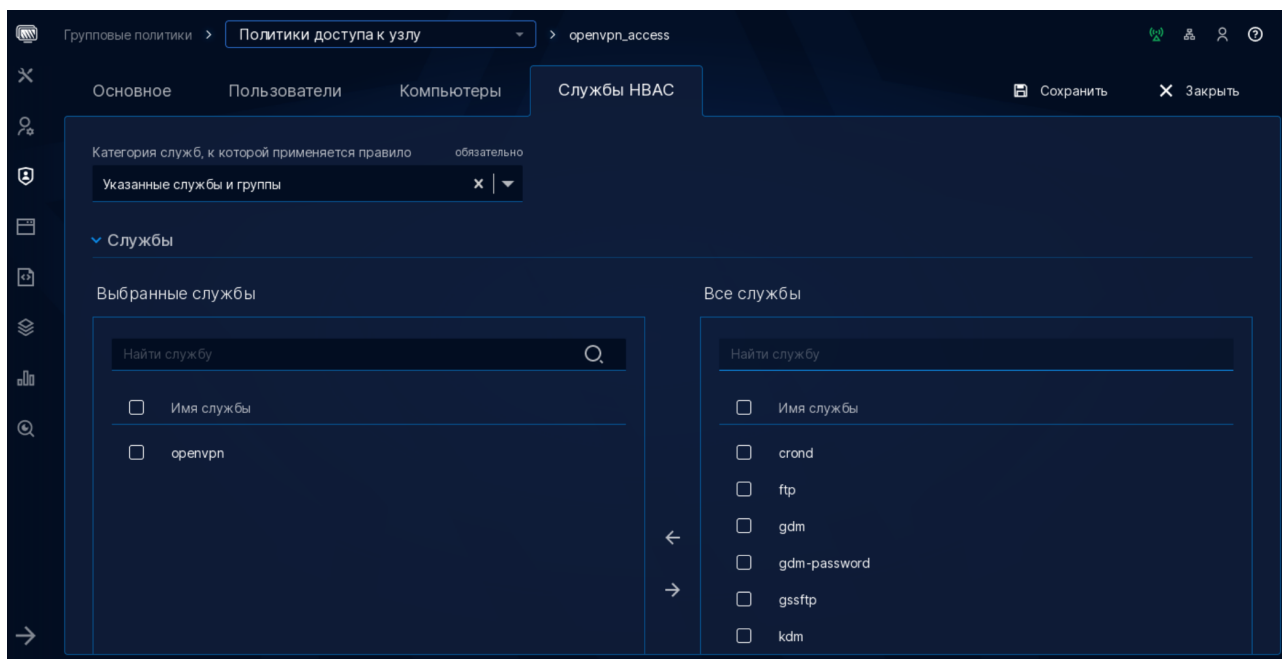 Групповые политики > Политики доступа к узлу > openvpn_access
Основное Пользователи Компьютеры Службы HBAC Сохранить Закрыть
Категория служб, к которой применяется правило обязательно
Указанные службы и группы
Службы
Выбранные службы
Найти службу
Имя службы
openvpn
Все службы
Найти службу
Имя службы
crond
ftp
gdm
gdm-password
gssftp
kdm